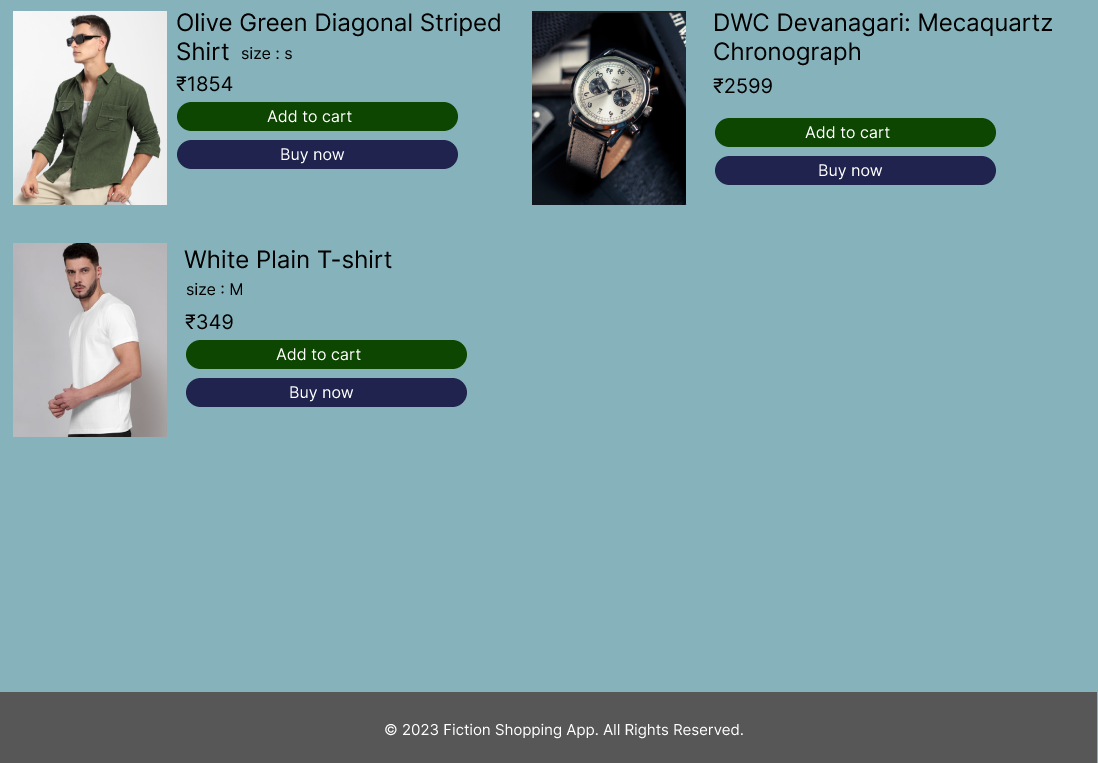 Olive Green Diagonal Striped
Shirt size : s
₹1854
Add to cart
Buy now
DWC Devanagari: Mecaquartz
Chronograph
₹2599
Add to cart
Buy now
White Plain T-shirt
size : M
₹349
Add to cart
Buy now
© 2023 Fiction Shopping App. All Rights Reserved.